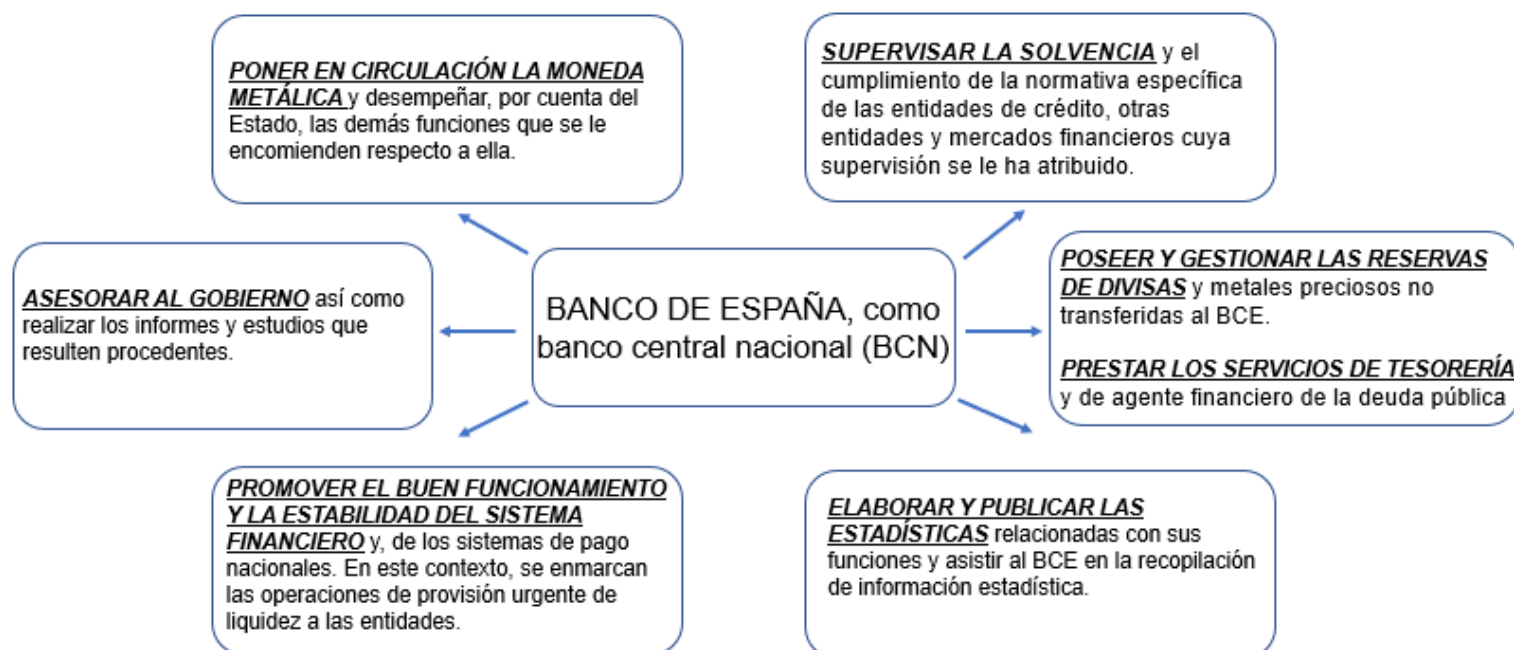 PONER EN CIRCULACIÓN LA MONEDA
METÁLICA y desempeñar, por cuenta del
Estado, las demás funciones que se le
encomienden respecto a ella.
SUPERVISAR LA SOLVENCIA y el
cumplimiento de la normativa específica
de las entidades de crédito, otras
entidades y mercados financieros cuya
supervisión se le ha atribuido.
ASESORAR AL GOBIERNO así como
realizar los informes y estudios que
resulten procedentes.
BANCO DE ESPAÑA, como
banco central nacional (BCN)
POSEER Y GESTIONAR LAS RESERVAS
DE DIVISAS y metales preciosos no
transferidas al BCE.
PRESTAR LOS SERVICIOS DE TESORERÍA
y de agente financiero de la deuda pública
PROMOVER EL BUEN FUNCIONAMIENTO
Y LA ESTABILIDAD DEL SISTEMA
FINANCIERO y, de los sistemas de pago
nacionales. En este contexto, se enmarcan
las operaciones de provisión urgente de
liquidez a las entidades.
ELABORAR Y PUBLICAR LAS
ESTADÍSTICAS relacionadas con sus
funciones y asistir al BCE en la recopilación
de información estadística.